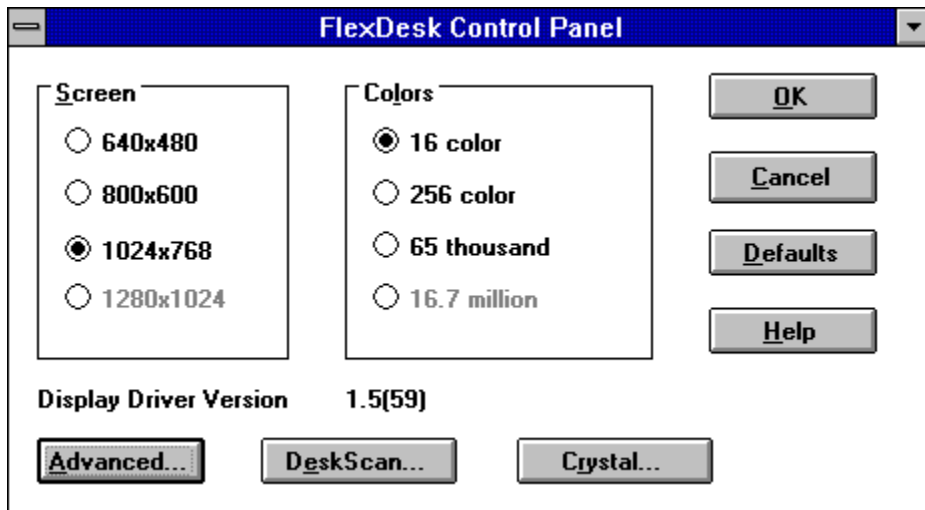 FlexDesk Control Panel
Screen
640x480
800x600
1024x768
1280x1024
Colors
16 color
256 color
65 thousand
16.7 million
OK
Cancel
Defaults
Help
Display Driver Version 1.5(59)
Advanced... DeskScan... Crystal...